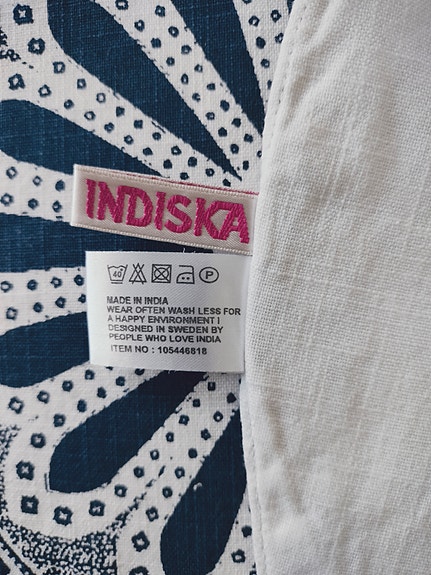 INDISKA
40 P
MADE IN INDIA
WEAR OFTEN WASH LESS FOR
A HAPPY ENVIRONMENT !
DESIGNED IN SWEDEN BY
PEOPLE WHO LOVE INDIA
ITEM NO : 105446818